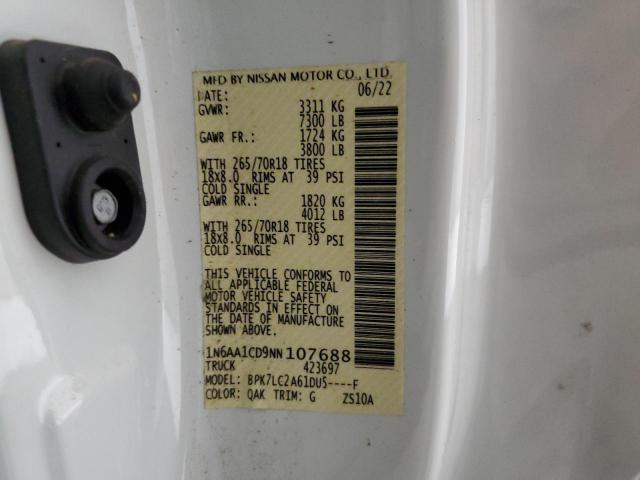 MFD BY NISSAN MOTOR CO., LTD.
DATE: 06/22
GVWR: 3311 KG
7300 LB
GAWR FR.: 1724 KG
3800 LB
WITH 265/70R18 TIRES
18X8.0 RIMS AT 39 PSI
COLD SINGLE
GAWR RR.: 1820 KG
4012 LB
WITH 265/70R18 TIRES
18X8.0 RIMS AT 39 PSI
COLD SINGLE
THIS VEHICLE CONFORMS TO
ALL APPLICABLE FEDERAL
MOTOR VEHICLE SAFETY
STANDARDS IN EFFECT ON
THE DATE OF MANUFACTURE
SHOWN ABOVE.
1N6AA1CD9NN107688
TRUCK 423697
MODEL: BPK7LC2A61DU5----F
COLOR: QAK TRIM: G ZS10A